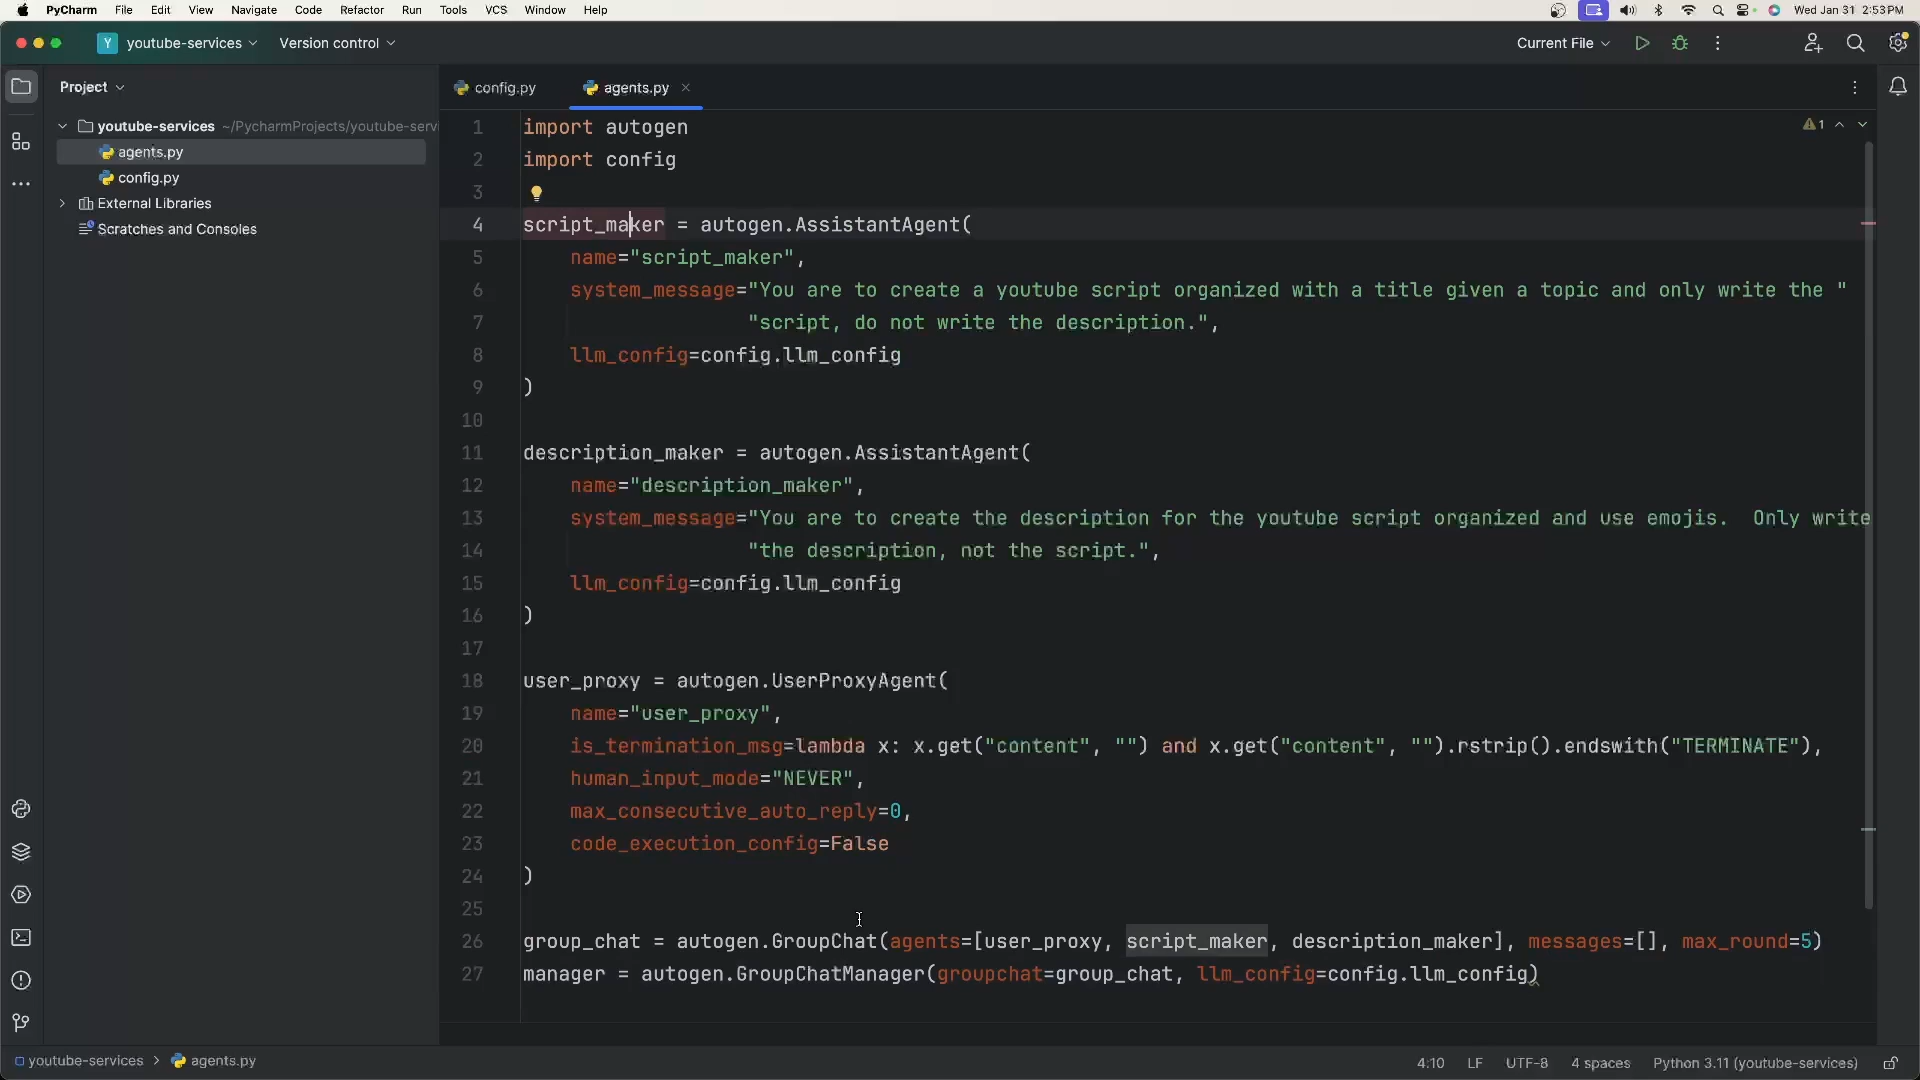 PyCharm File Edit View Navigate Code Refactor Run Tools VCS Window Help Wed Jan 31 2:53 PM
Y youtube-services Version control Current File
Project
config.py agents.py
youtube-services ~/PycharmProjects/youtube-serv
agents.py
config.py
External Libraries
Scratches and Consoles
1
1 import autogen
2 import config
3
4 script_maker = autogen.AssistantAgent(
5 name="script_maker",
6 system_message="You are to create a youtube script organized with a title given a topic and only write the "
7 "script, do not write the description.",
8 llm_config=config.llm_config
9 )
10
11 description_maker = autogen.AssistantAgent(
12 name="description_maker",
13 system_message="You are to create the description for the youtube script organized and use emojis.  Only write
14 "the description, not the script.",
15 llm_config=config.llm_config
16 )
17
18 user_proxy = autogen.UserProxyAgent(
19 name="user_proxy",
20 is_termination_msg=lambda x: x.get("content", "") and x.get("content", "").rstrip().endswith("TERMINATE"),
21 human_input_mode="NEVER",
22 max_consecutive_auto_reply=0,
23 code_execution_config=False
24 )
25
26 group_chat = autogen.GroupChat(agents=[user_proxy, script_maker, description_maker], messages=[], max_round=5)
27 manager = autogen.GroupChatManager(groupchat=group_chat, llm_config=config.llm_config)
youtube-services > agents.py 4:10 LF UTF-8 4 spaces Python 3.11 (youtube-services)